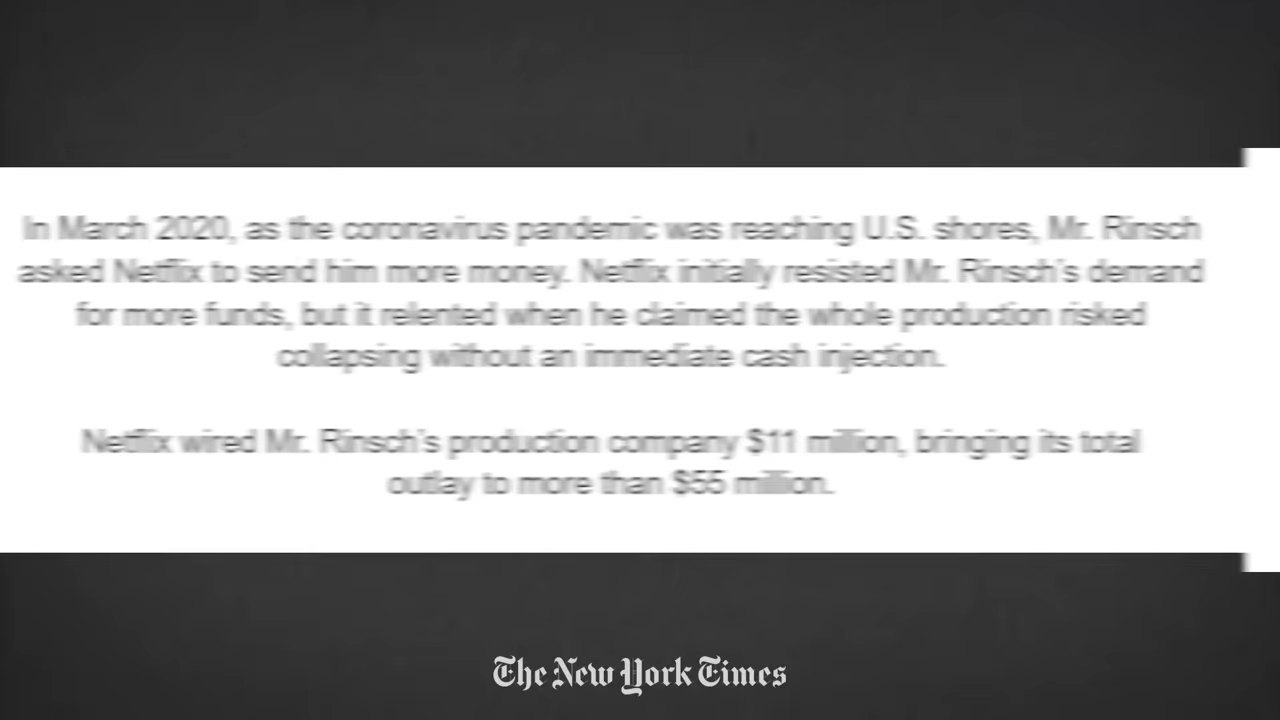 In March 2020, as the coronavirus pandemic was reaching U.S. shores, Mr. Rinsch
asked Netflix to send him more money. Netflix initially resisted Mr. Rinsch's demand
for more funds, but it relented when he claimed the whole production risked
collapsing without an immediate cash injection.
Netflix wired Mr. Rinsch's production company $11 million, bringing its total
outlay to more than $55 million.
The New York Times